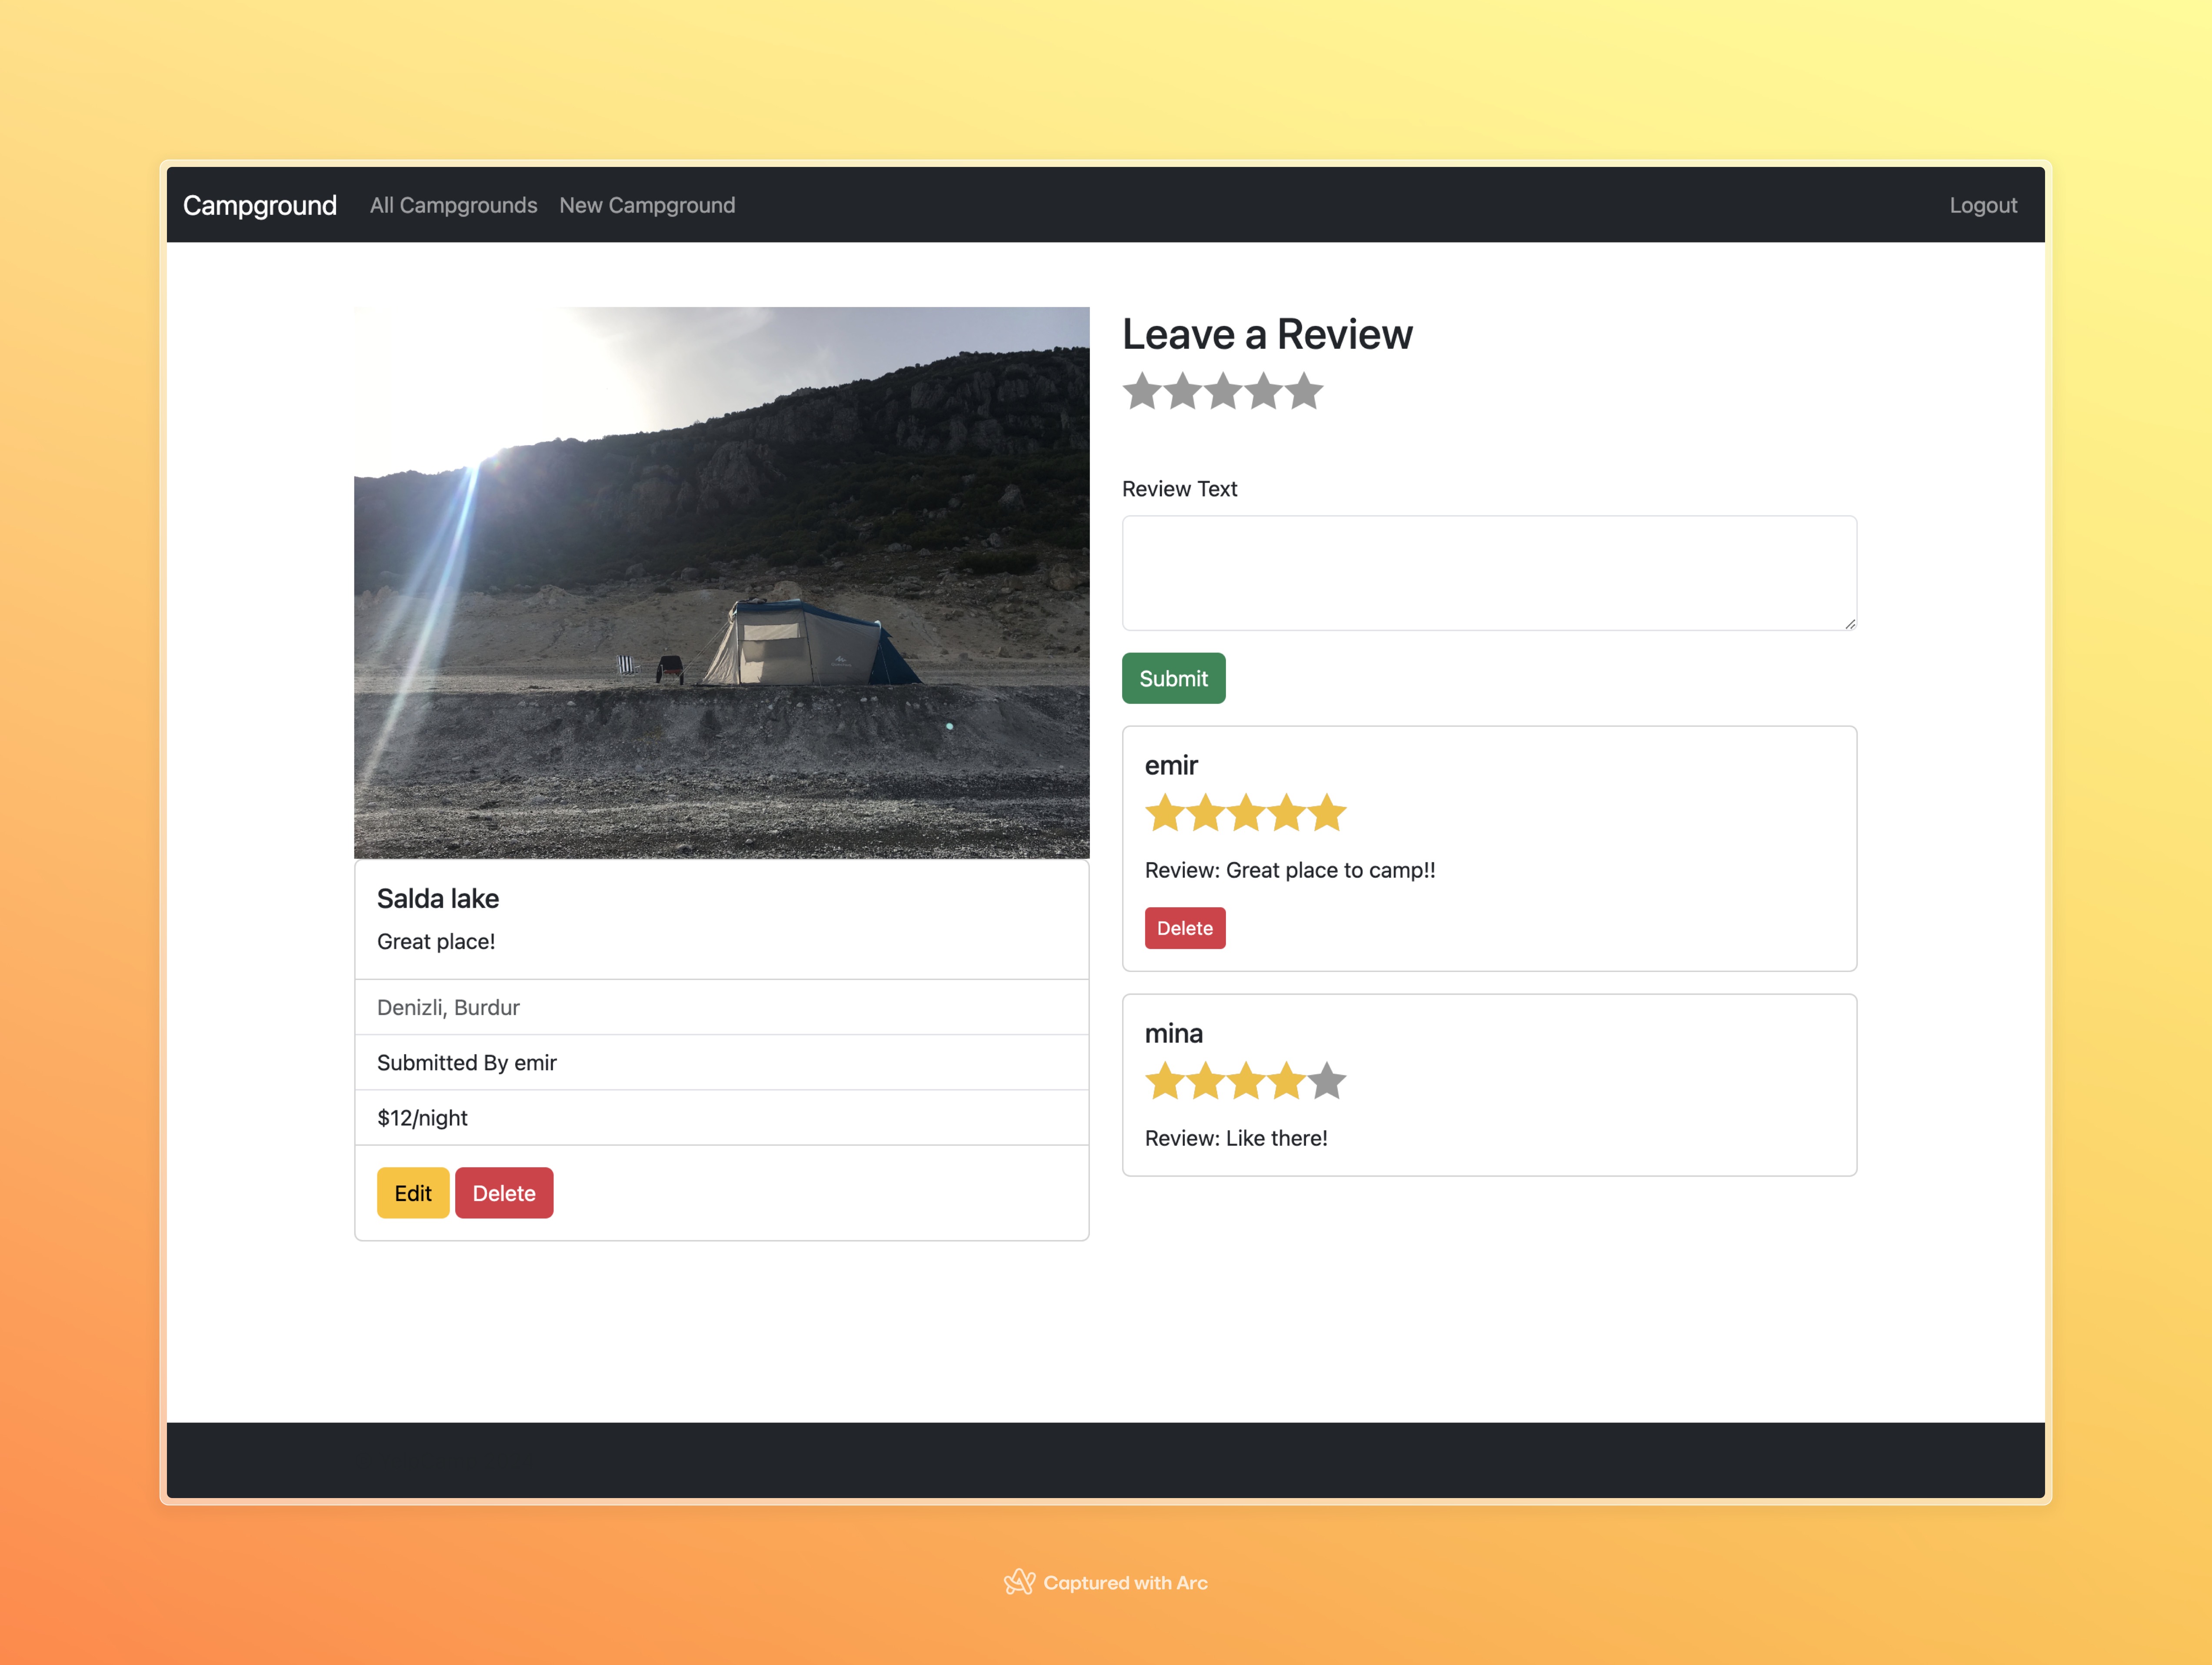 Campground
All Campgrounds
New Campground
Logout
Salda lake
Great place!
Denizli, Burdur
Submitted By emir
$12/night
Edit
Delete
Leave a Review
Review Text
Submit
emir
Review: Great place to camp!!
Delete
mina
Review: Like there!
Captured with Arc